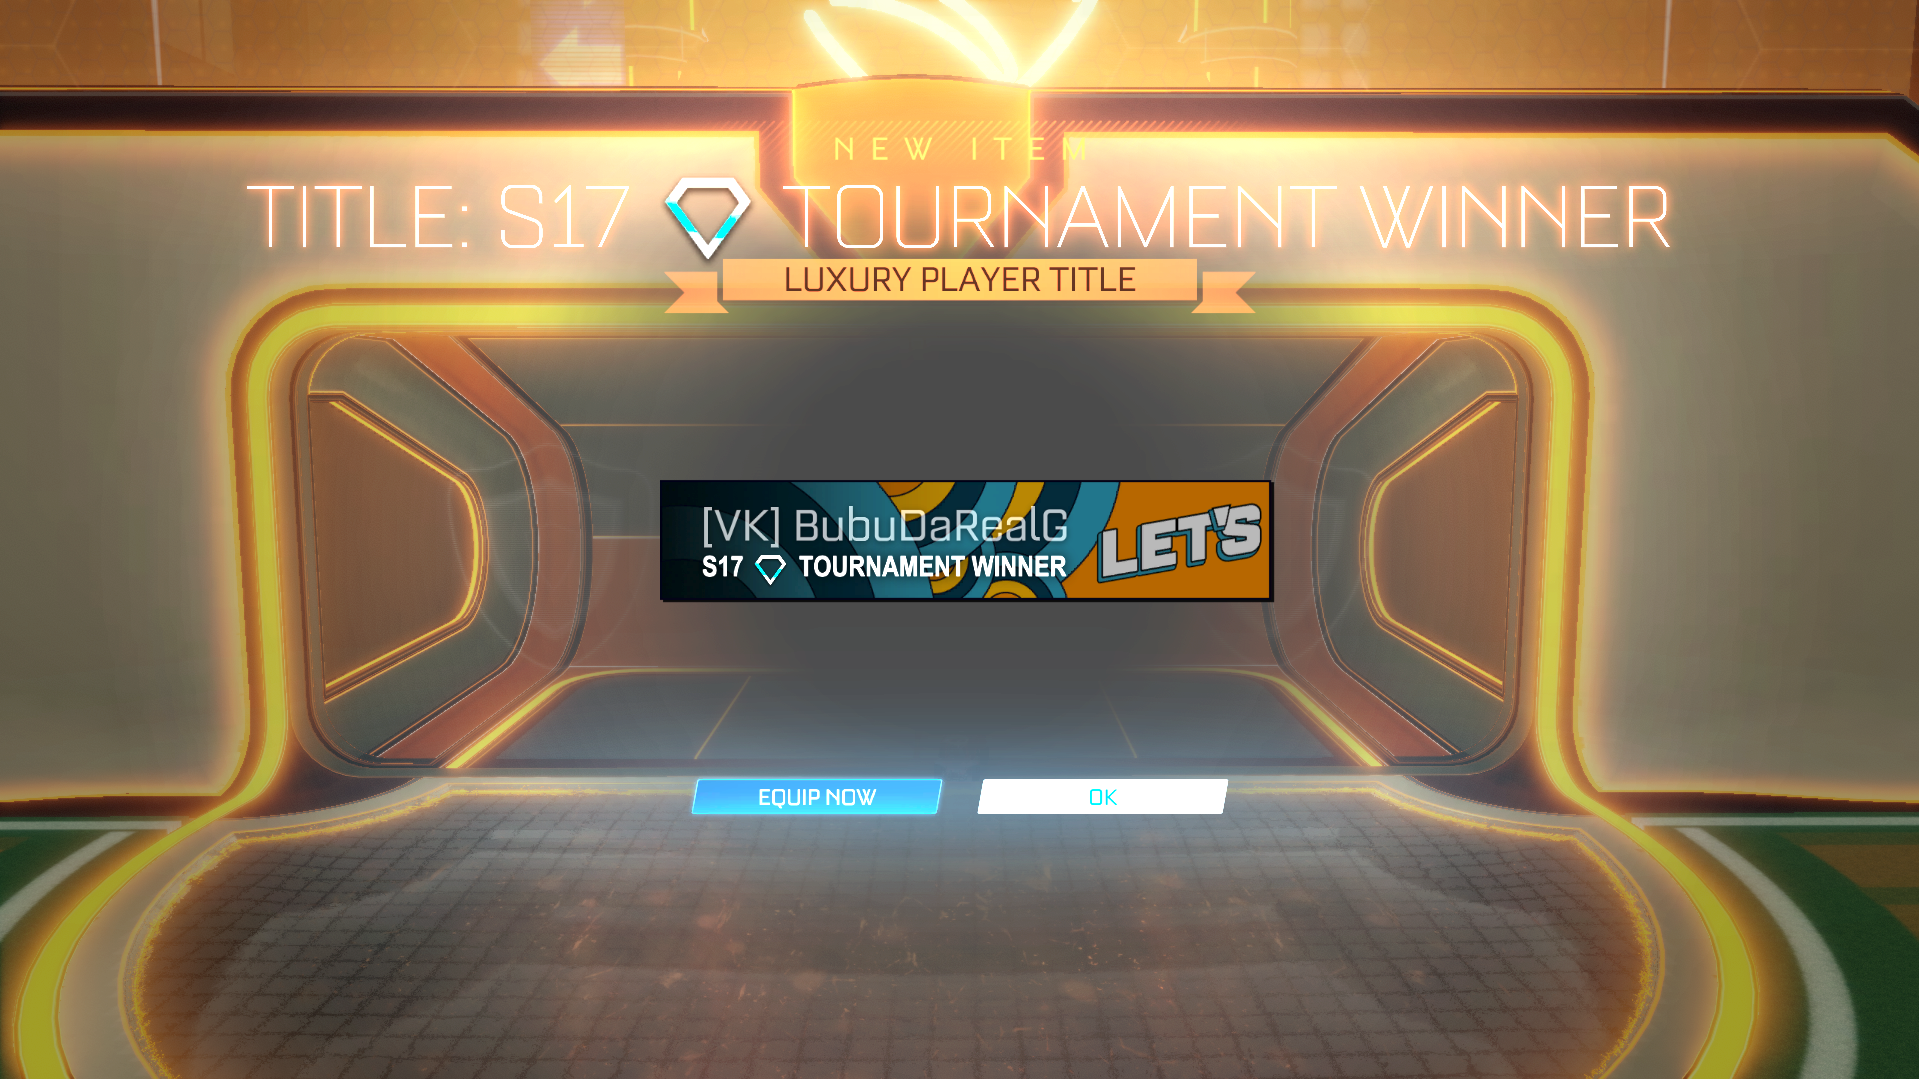 NEW ITEM
TITLE: S17 TOURNAMENT WINNER
LUXURY PLAYER TITLE
[VK] BubuDaRealG
S17 TOURNAMENT WINNER
LET'S
EQUIP NOW
OK